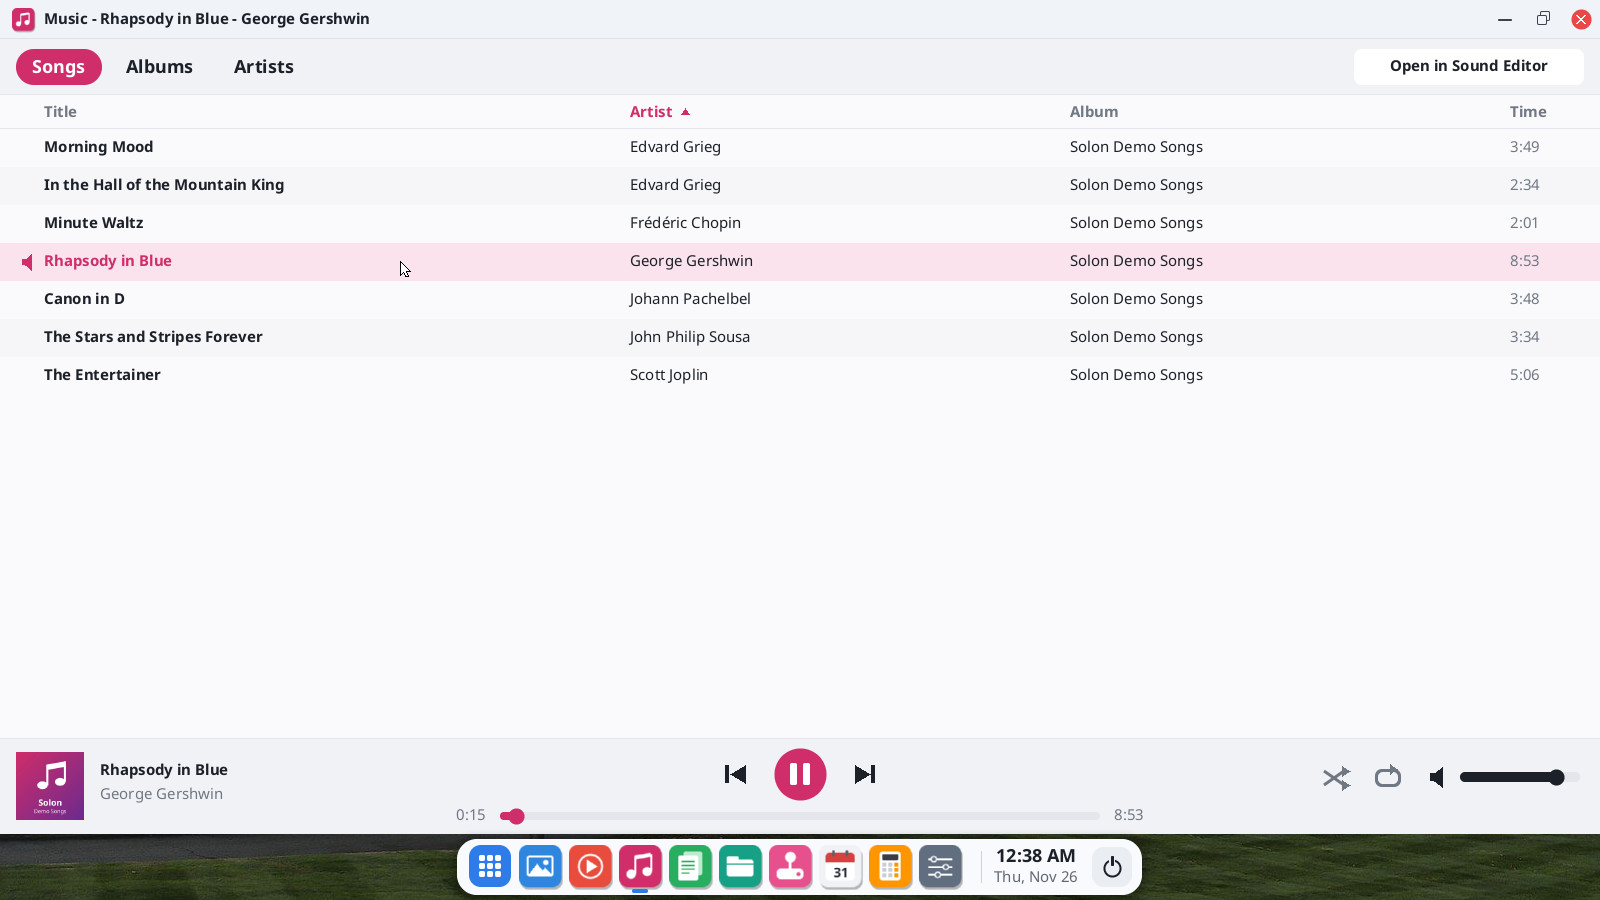 Music - Rhapsody in Blue - George Gershwin
Songs Albums Artists Open in Sound Editor
Title Artist Album Time
Morning Mood Edvard Grieg Solon Demo Songs 3:49
In the Hall of the Mountain King Edvard Grieg Solon Demo Songs 2:34
Minute Waltz Frédéric Chopin Solon Demo Songs 2:01
Rhapsody in Blue George Gershwin Solon Demo Songs 8:53
Canon in D Johann Pachelbel Solon Demo Songs 3:48
The Stars and Stripes Forever John Philip Sousa Solon Demo Songs 3:34
The Entertainer Scott Joplin Solon Demo Songs 5:06
Solon
Demo Songs
Rhapsody in Blue
George Gershwin
0:15 8:53
31
12:38 AM
Thu, Nov 26